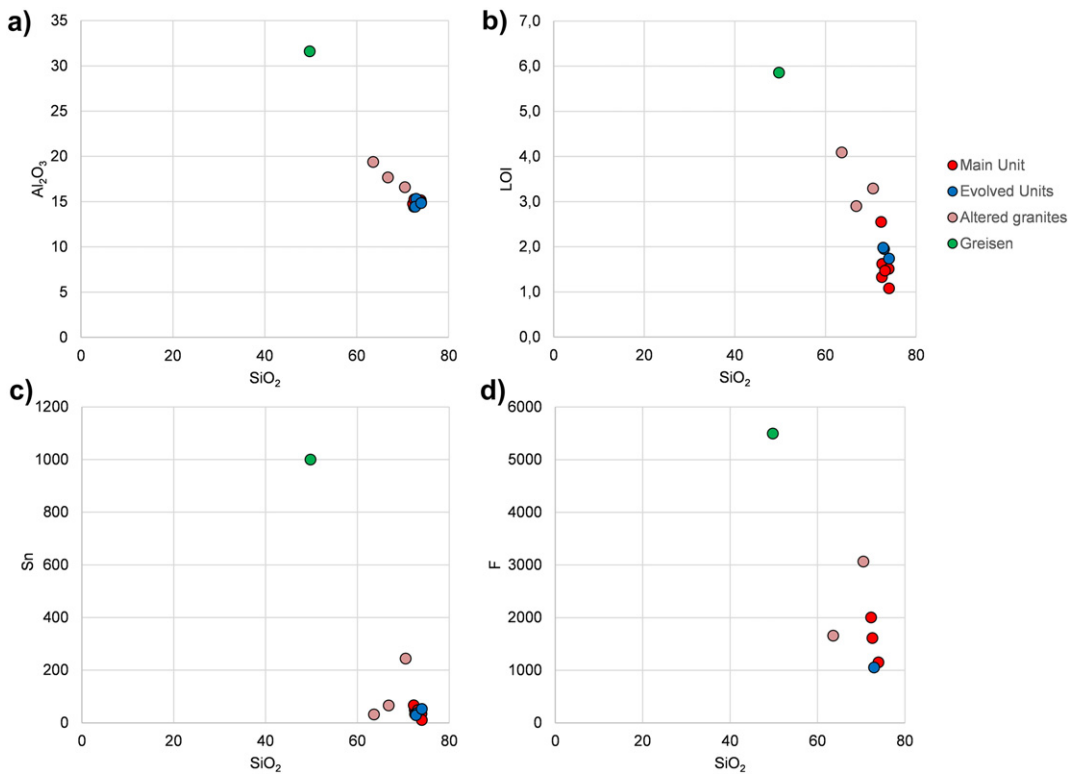 a)
35
30
25
20
15
10
5
0
Al₂O₃
0 20 40 60 80
SiO₂
b)
7,0
6,0
5,0
4,0
3,0
2,0
1,0
0,0
LOI
0 20 40 60 80
SiO₂
Main Unit
Evolved Units
Altered granites
Greisen
c)
1200
1000
800
600
400
200
0
Sn
0 20 40 60 80
SiO₂
d)
6000
5000
4000
3000
2000
1000
0
F
0 20 40 60 80
SiO₂